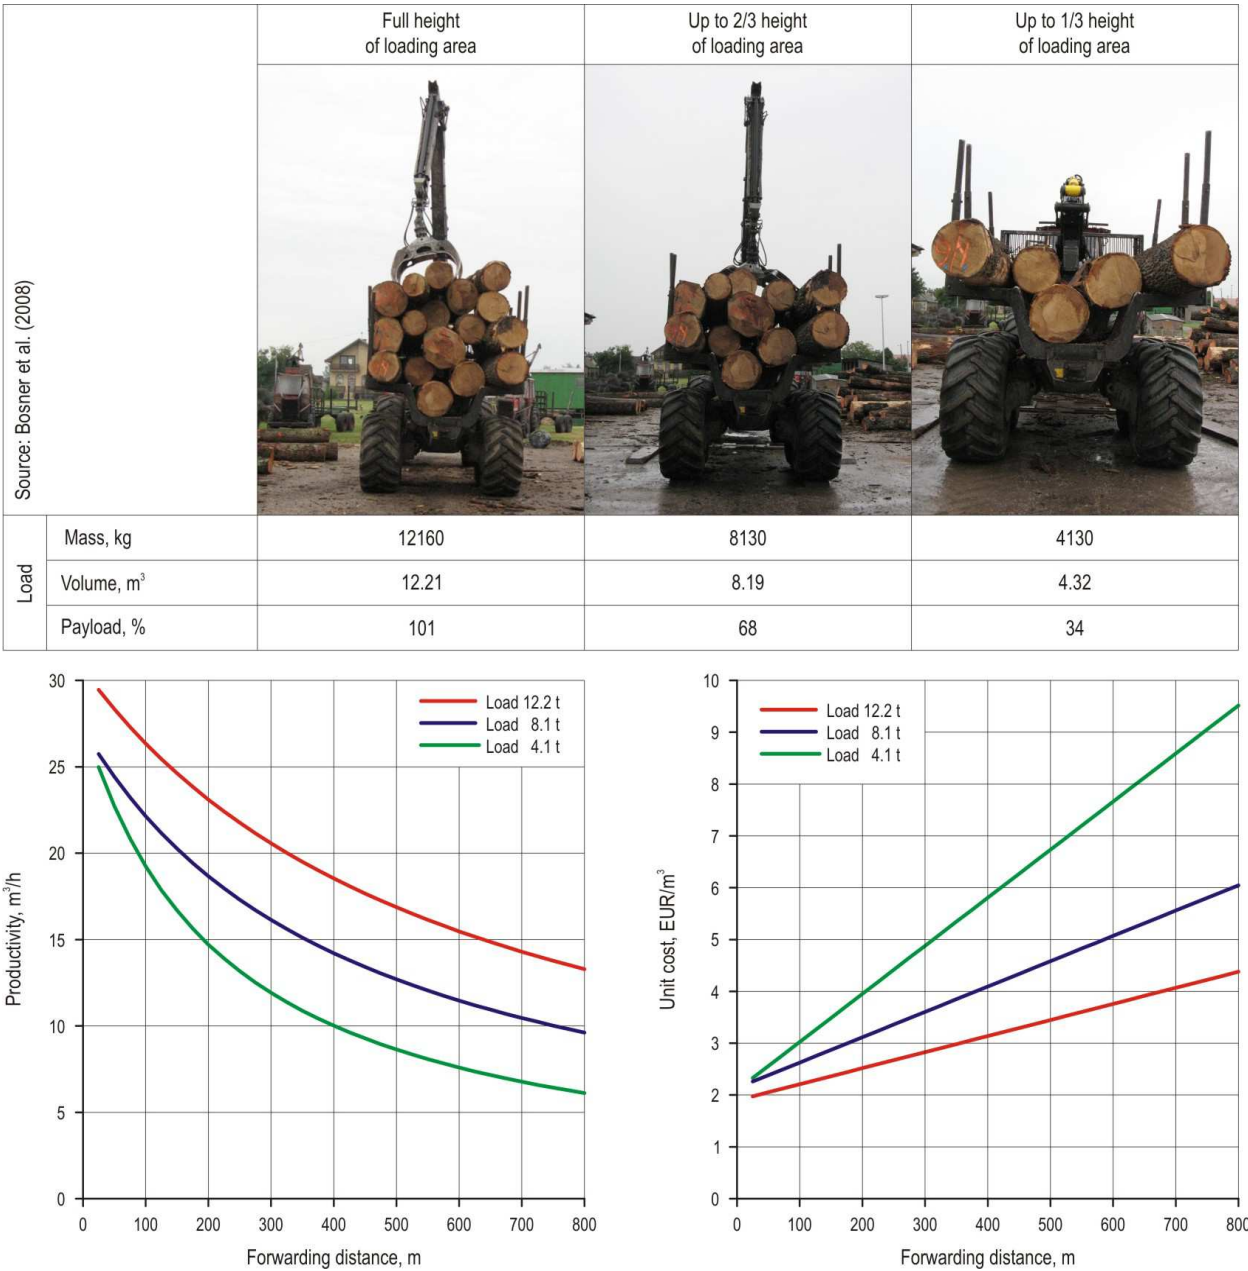 Full height
of loading area
Up to 2/3 height
of loading area
Up to 1/3 height
of loading area
Source: Bosner et al. (2008)
Load
Mass, kg 12160 8130 4130
Volume, m³ 12.21 8.19 4.32
Payload, % 101 68 34
30
25
20
15
10
5
0
Productivity, m³/h
Load 12.2 t
Load 8.1 t
Load 4.1 t
0 100 200 300 400 500 600 700 800
Forwarding distance, m
10
9
8
7
6
5
4
3
2
1
0
Unit cost, EUR/m³
Load 12.2 t
Load 8.1 t
Load 4.1 t
0 100 200 300 400 500 600 700 800
Forwarding distance, m